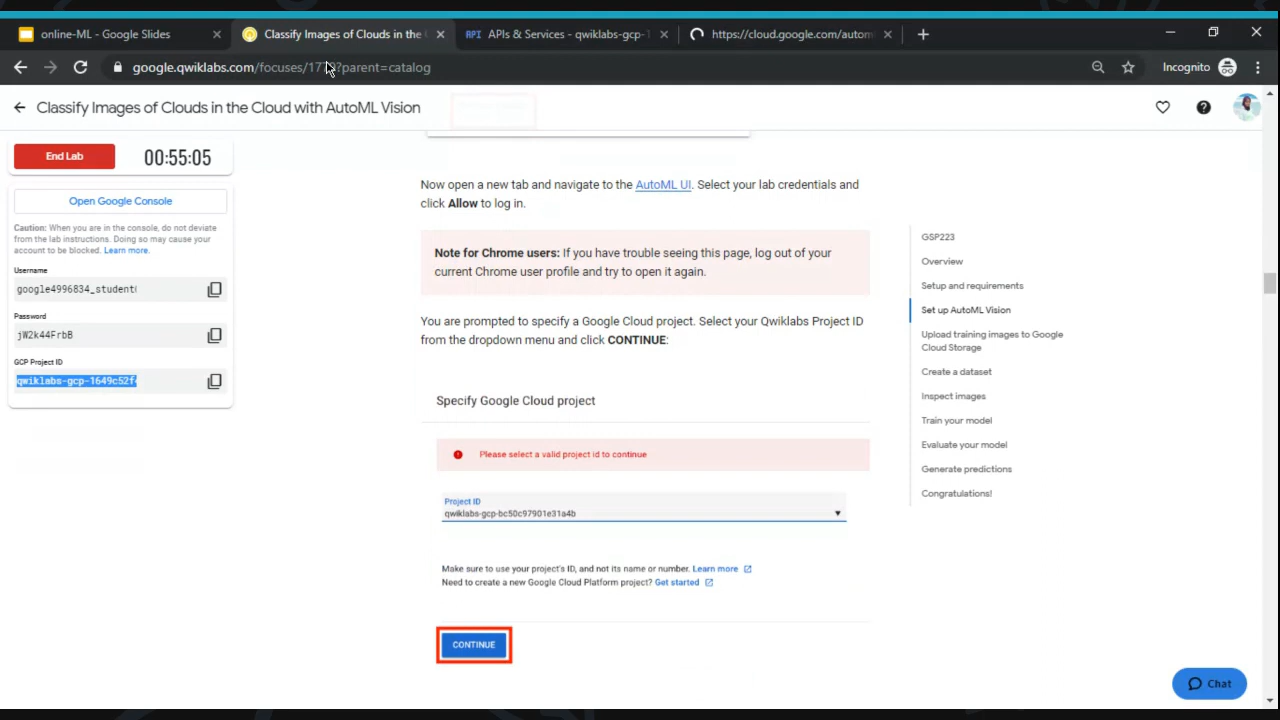 online-ML - Google Slides
Classify Images of Clouds in the
API APIs & Services - qwiklabs-gcp-1
https://cloud.google.com/autom
google.qwiklabs.com/focuses/17 ?parent=catalog
Incognito
Classify Images of Clouds in the Cloud with AutoML Vision
End Lab
00:55:05
Open Google Console
Caution: When you are in the console, do not deviate
from the lab instructions. Doing so may cause your
account to be blocked. Learn more.
Username
google4996834_student
Password
jW2k44FrbB
GCP Project ID
qwiklabs-gcp-1649c52f
Now open a new tab and navigate to the AutoML UI. Select your lab credentials and
click Allow to log in.
Note for Chrome users: If you have trouble seeing this page, log out of your
current Chrome user profile and try to open it again.
You are prompted to specify a Google Cloud project. Select your Qwiklabs Project ID
from the dropdown menu and click CONTINUE:
Specify Google Cloud project
Please select a valid project id to continue
Project ID
qwiklabs-gcp-bc50c97901e31a4b
Make sure to use your project's ID, and not its name or number. Learn more
Need to create a new Google Cloud Platform project? Get started
CONTINUE
GSP223
Overview
Setup and requirements
Set up AutoML Vision
Upload training images to Google
Cloud Storage
Create a dataset
Inspect images
Train your model
Evaluate your model
Generate predictions
Congratulations!
Chat